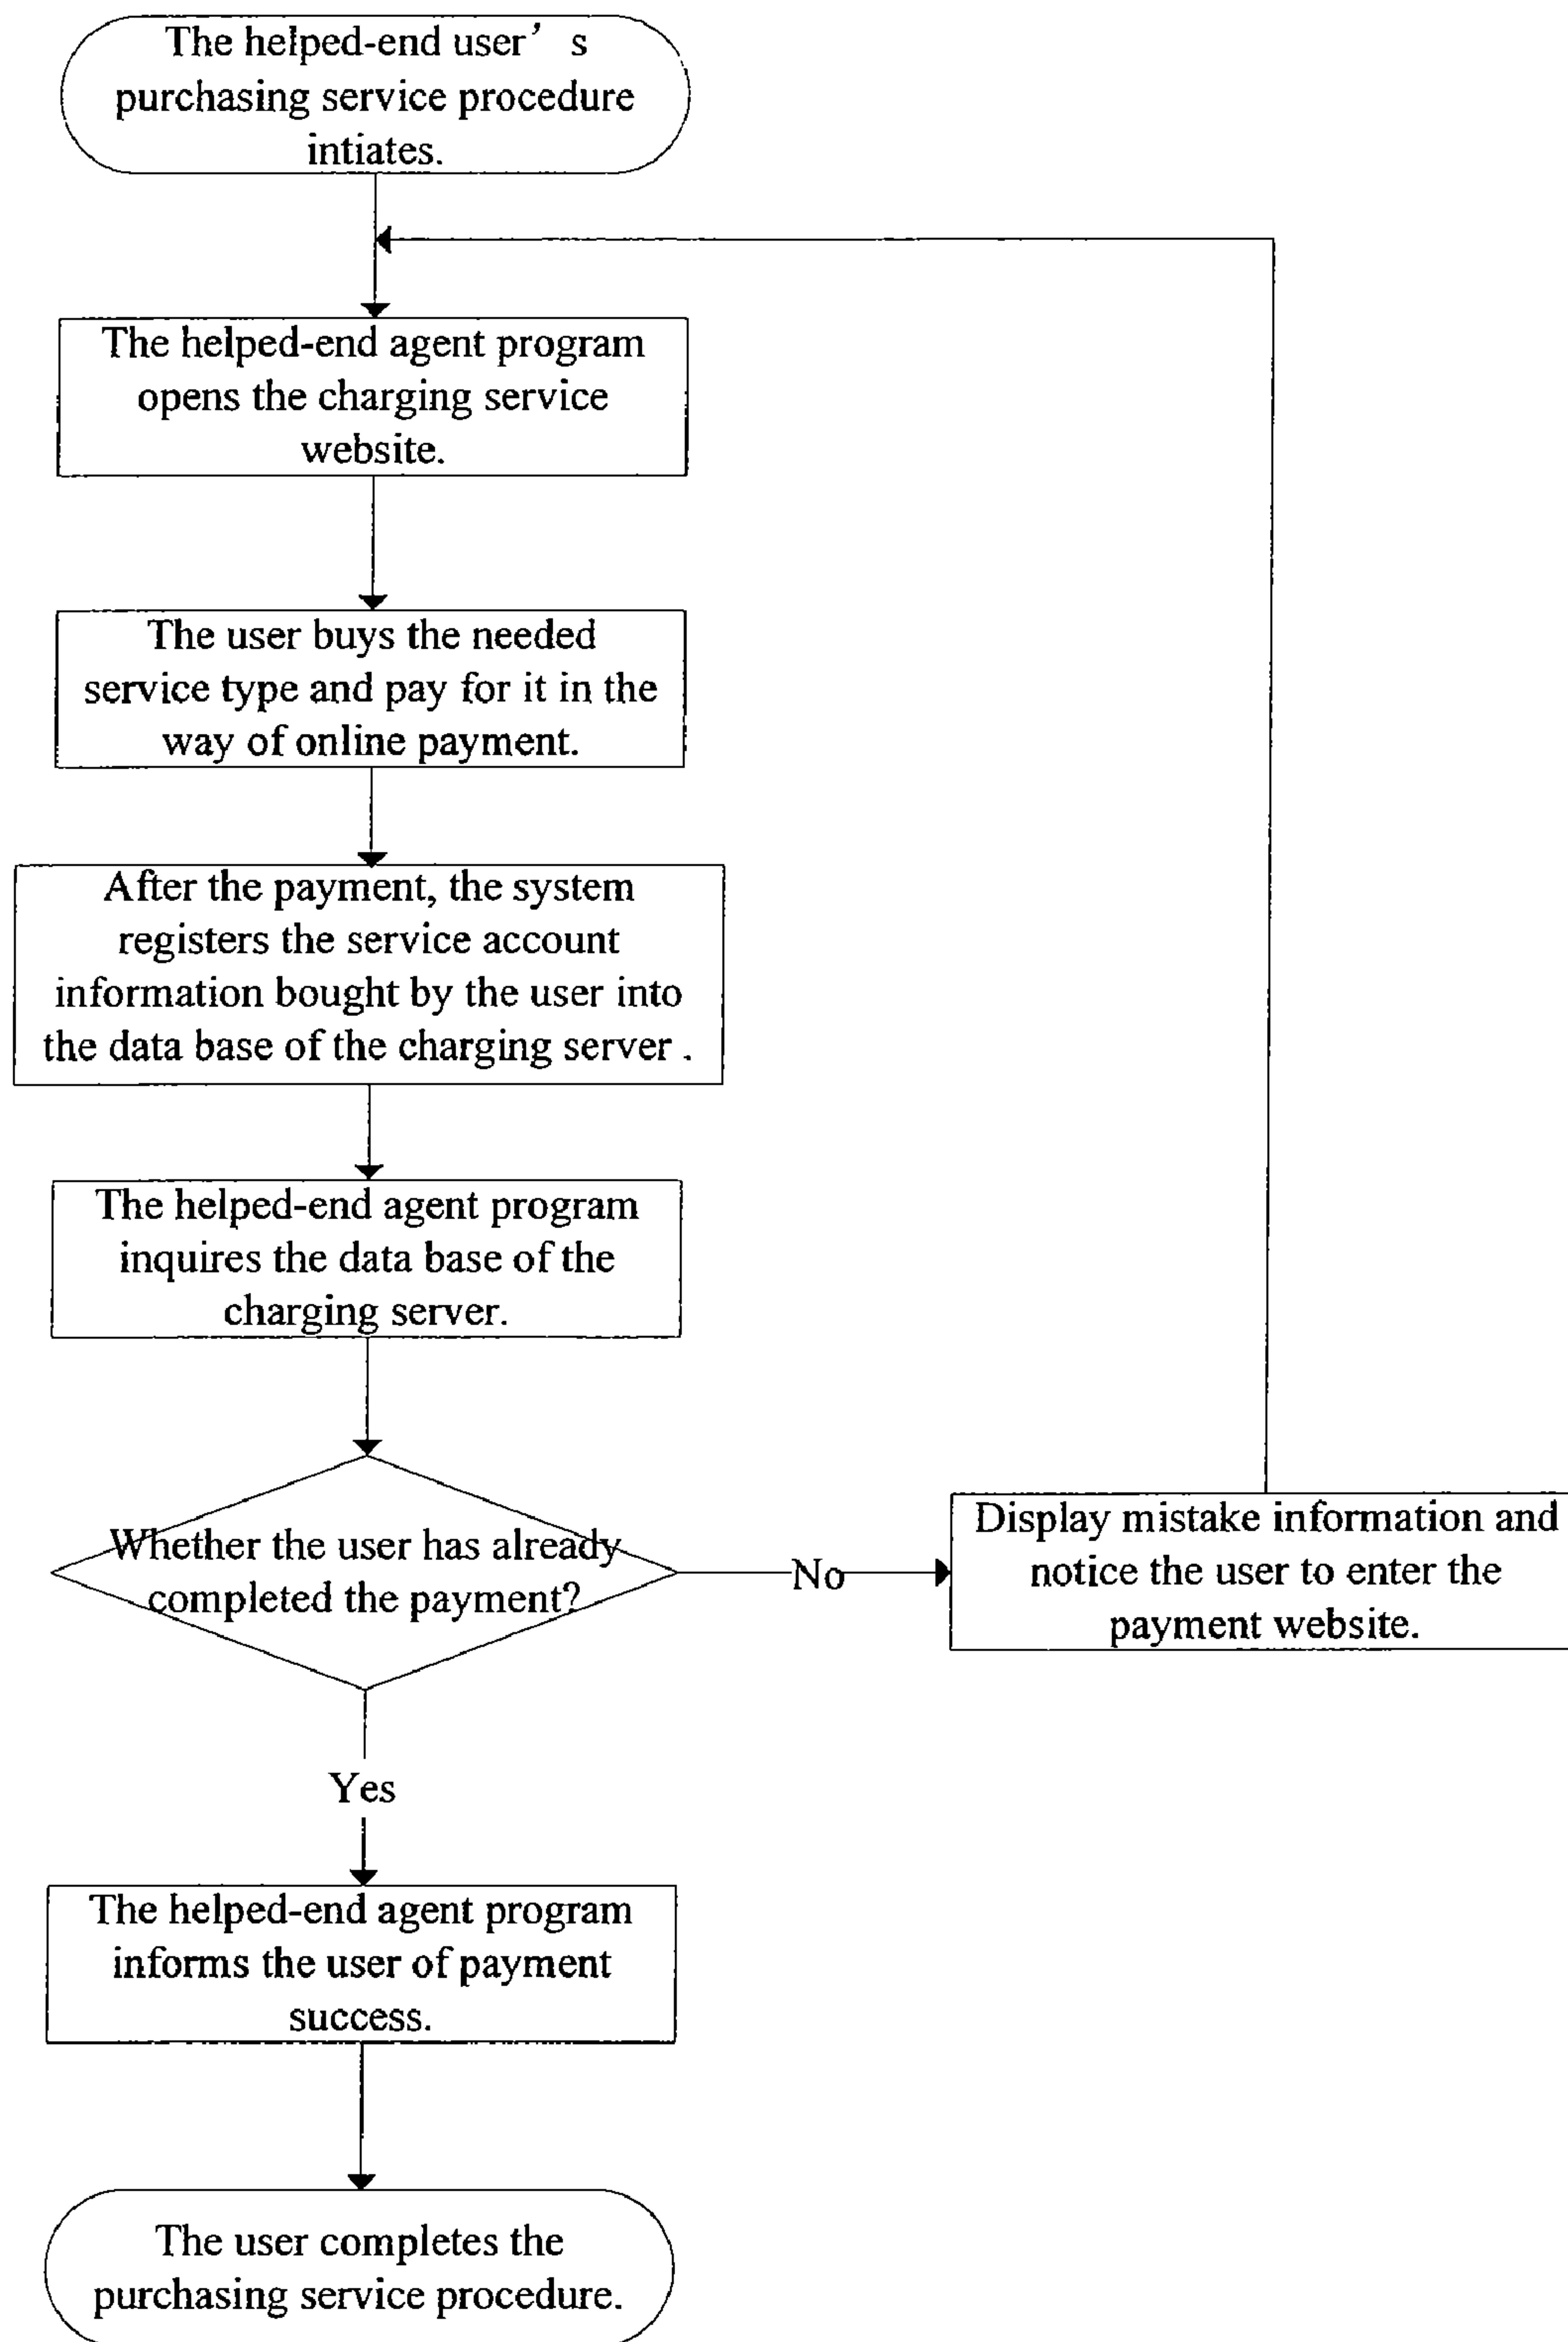 The helped-end user’ s
purchasing service procedure
intiates.
The helped-end agent program
opens the charging service
website.
The user buys the needed
service type and pay for it in the
way of online payment.
After the payment, the system
registers the service account
information bought by the user into
the data base of the charging server .
The helped-end agent program
inquires the data base of the
charging server.
Whether the user has already
completed the payment?
No
Display mistake information and
notice the user to enter the
payment website.
Yes
The helped-end agent program
informs the user of payment
success.
The user completes the
purchasing service procedure.